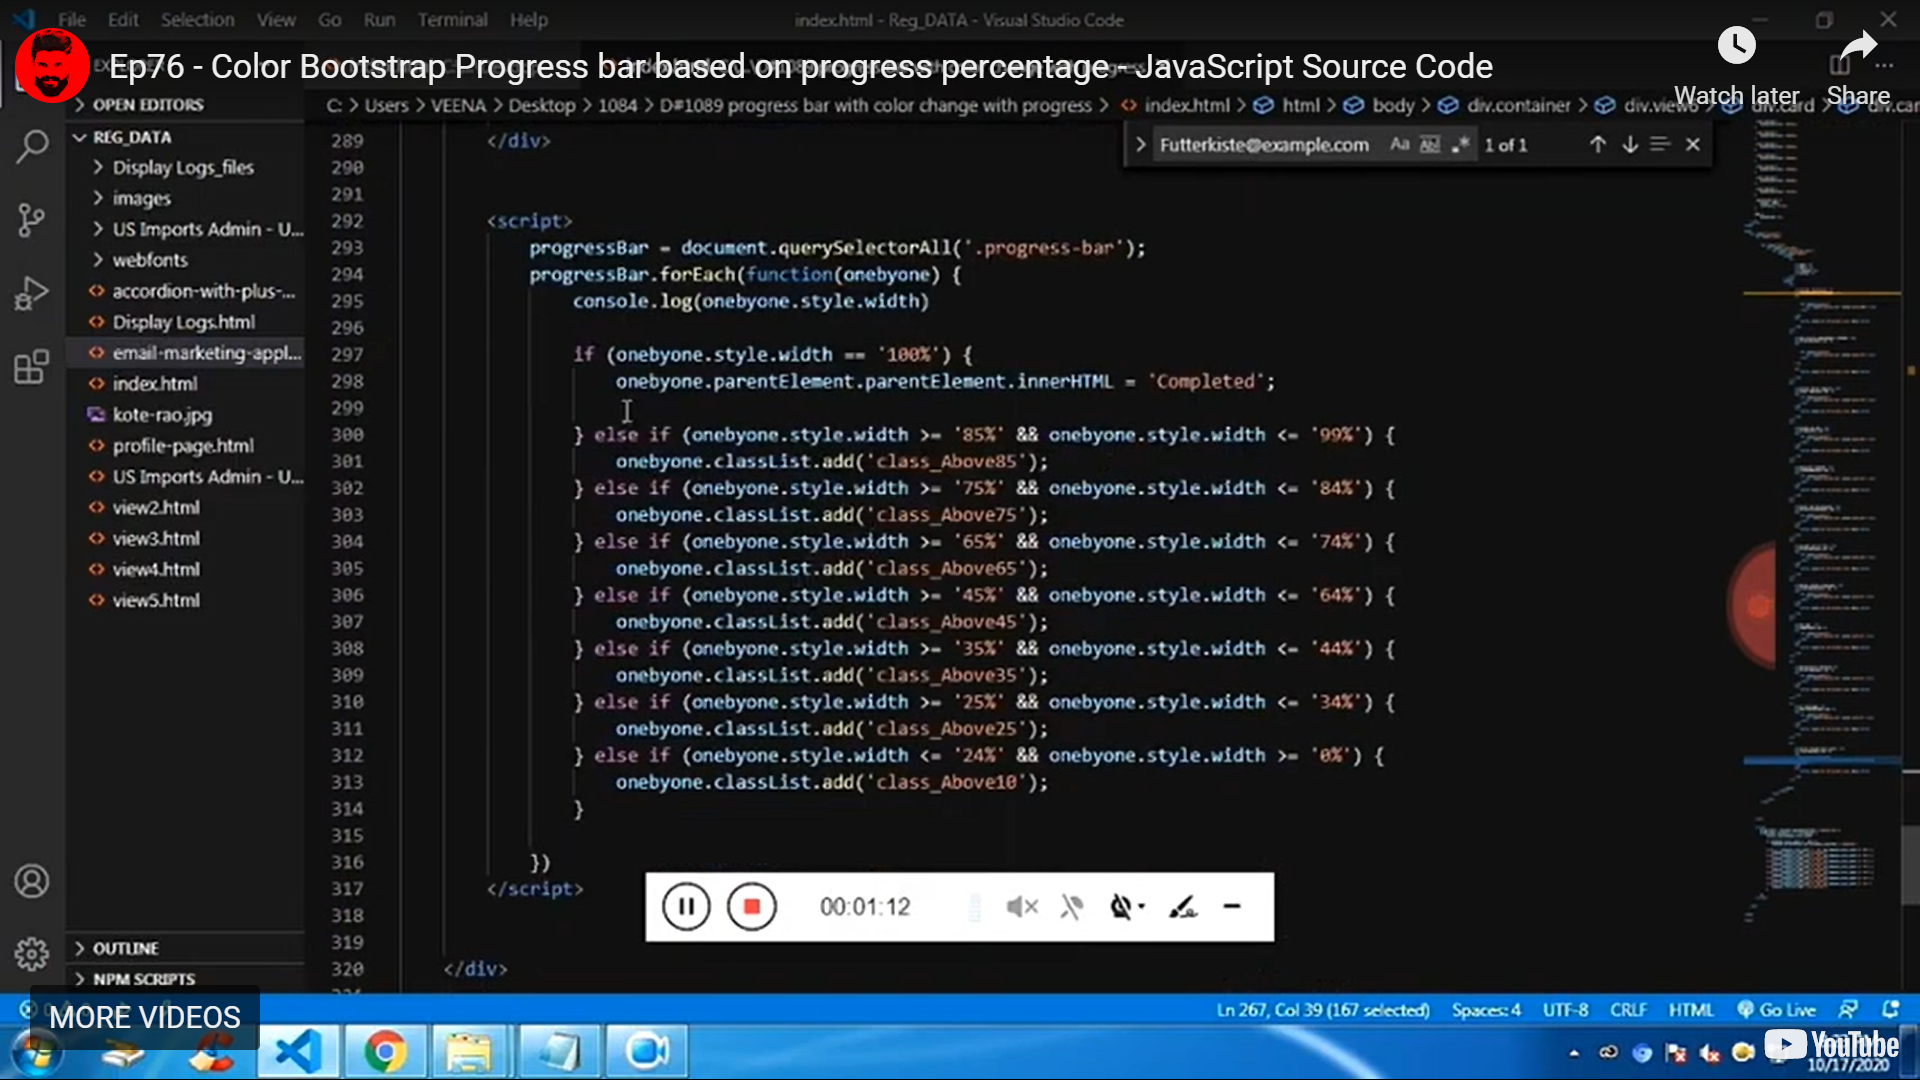 File Edit Selection View Go Run Terminal Help
index.html - Reg_DATA - Visual Studio Code
Ep76 - Color Bootstrap Progress bar based on progress percentage - JavaScript Source Code
Watch later
Share
OPEN EDITORS
C: > Users > VEENA > Desktop > 1084 > D#1089 progress bar with color change with progress > index.html > html > body > div.container > div.view6 > div.card > div.car
REG_DATA
Display Logs_files
images
US Imports Admin - U...
webfonts
accordion-with-plus-...
Display Logs.html
email-marketing-appl...
index.html
kote-rao.jpg
profile-page.html
US Imports Admin - U...
view2.html
view3.html
view4.html
view5.html
OUTLINE
NPM SCRIPTS
Futterkiste@example.com Aa 1 of 1
289 </div>
290
291
292 <script>
293 progressBar = document.querySelectorAll('.progress-bar');
294 progressBar.forEach(function(onebyone) {
295 console.log(onebyone.style.width)
296
297 if (onebyone.style.width == '100%') {
298 onebyone.parentElement.parentElement.innerHTML = 'Completed';
299
300 } else if (onebyone.style.width >= '85%' && onebyone.style.width <= '99%') {
301 onebyone.classList.add('class_Above85');
302 } else if (onebyone.style.width >= '75%' && onebyone.style.width <= '84%') {
303 onebyone.classList.add('class_Above75');
304 } else if (onebyone.style.width >= '65%' && onebyone.style.width <= '74%') {
305 onebyone.classList.add('class_Above65');
306 } else if (onebyone.style.width >= '45%' && onebyone.style.width <= '64%') {
307 onebyone.classList.add('class_Above45');
308 } else if (onebyone.style.width >= '35%' && onebyone.style.width <= '44%') {
309 onebyone.classList.add('class_Above35');
310 } else if (onebyone.style.width >= '25%' && onebyone.style.width <= '34%') {
311 onebyone.classList.add('class_Above25');
312 } else if (onebyone.style.width <= '24%' && onebyone.style.width >= '0%') {
313 onebyone.classList.add('class_Above10');
314 }
315
316 })
317 </script>
318
319
320 </div>
00:01:12
MORE VIDEOS
Ln 267, Col 39 (167 selected) Spaces: 4 UTF-8 CRLF HTML Go Live
YouTube
10/17/2020